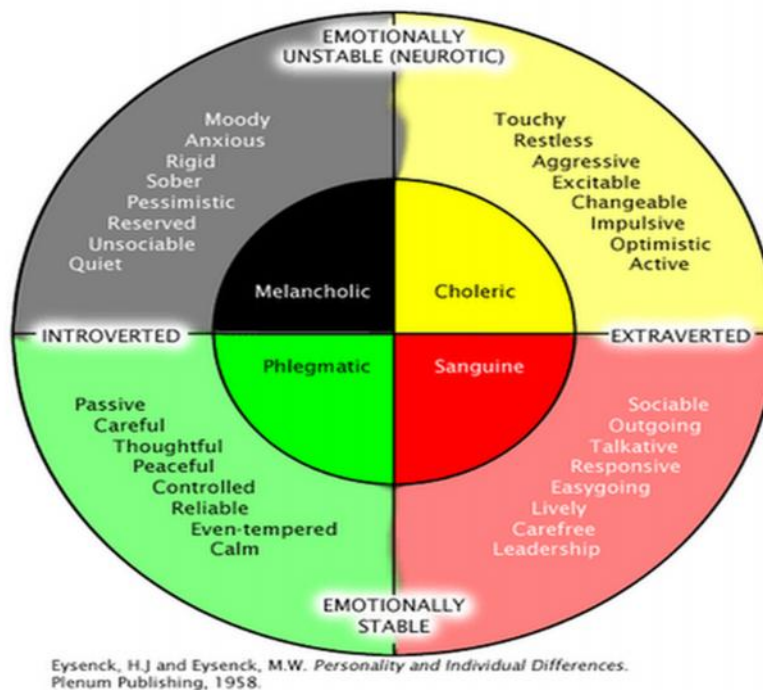 EMOTIONALLY
UNSTABLE (NEUROTIC)
Moody
Anxious
Rigid
Sober
Pessimistic
Reserved
Unsociable
Quiet
Touchy
Restless
Aggressive
Excitable
Changeable
Impulsive
Optimistic
Active
Melancholic
Choleric
INTROVERTED
EXTRAVERTED
Phlegmatic
Sanguine
Passive
Careful
Thoughtful
Peaceful
Controlled
Reliable
Even-tempered
Calm
Sociable
Outgoing
Talkative
Responsive
Easygoing
Lively
Carefree
Leadership
EMOTIONALLY
STABLE
Eysenck, H.J and Eysenck, M.W. Personality and Individual Differences.
Plenum Publishing, 1958.